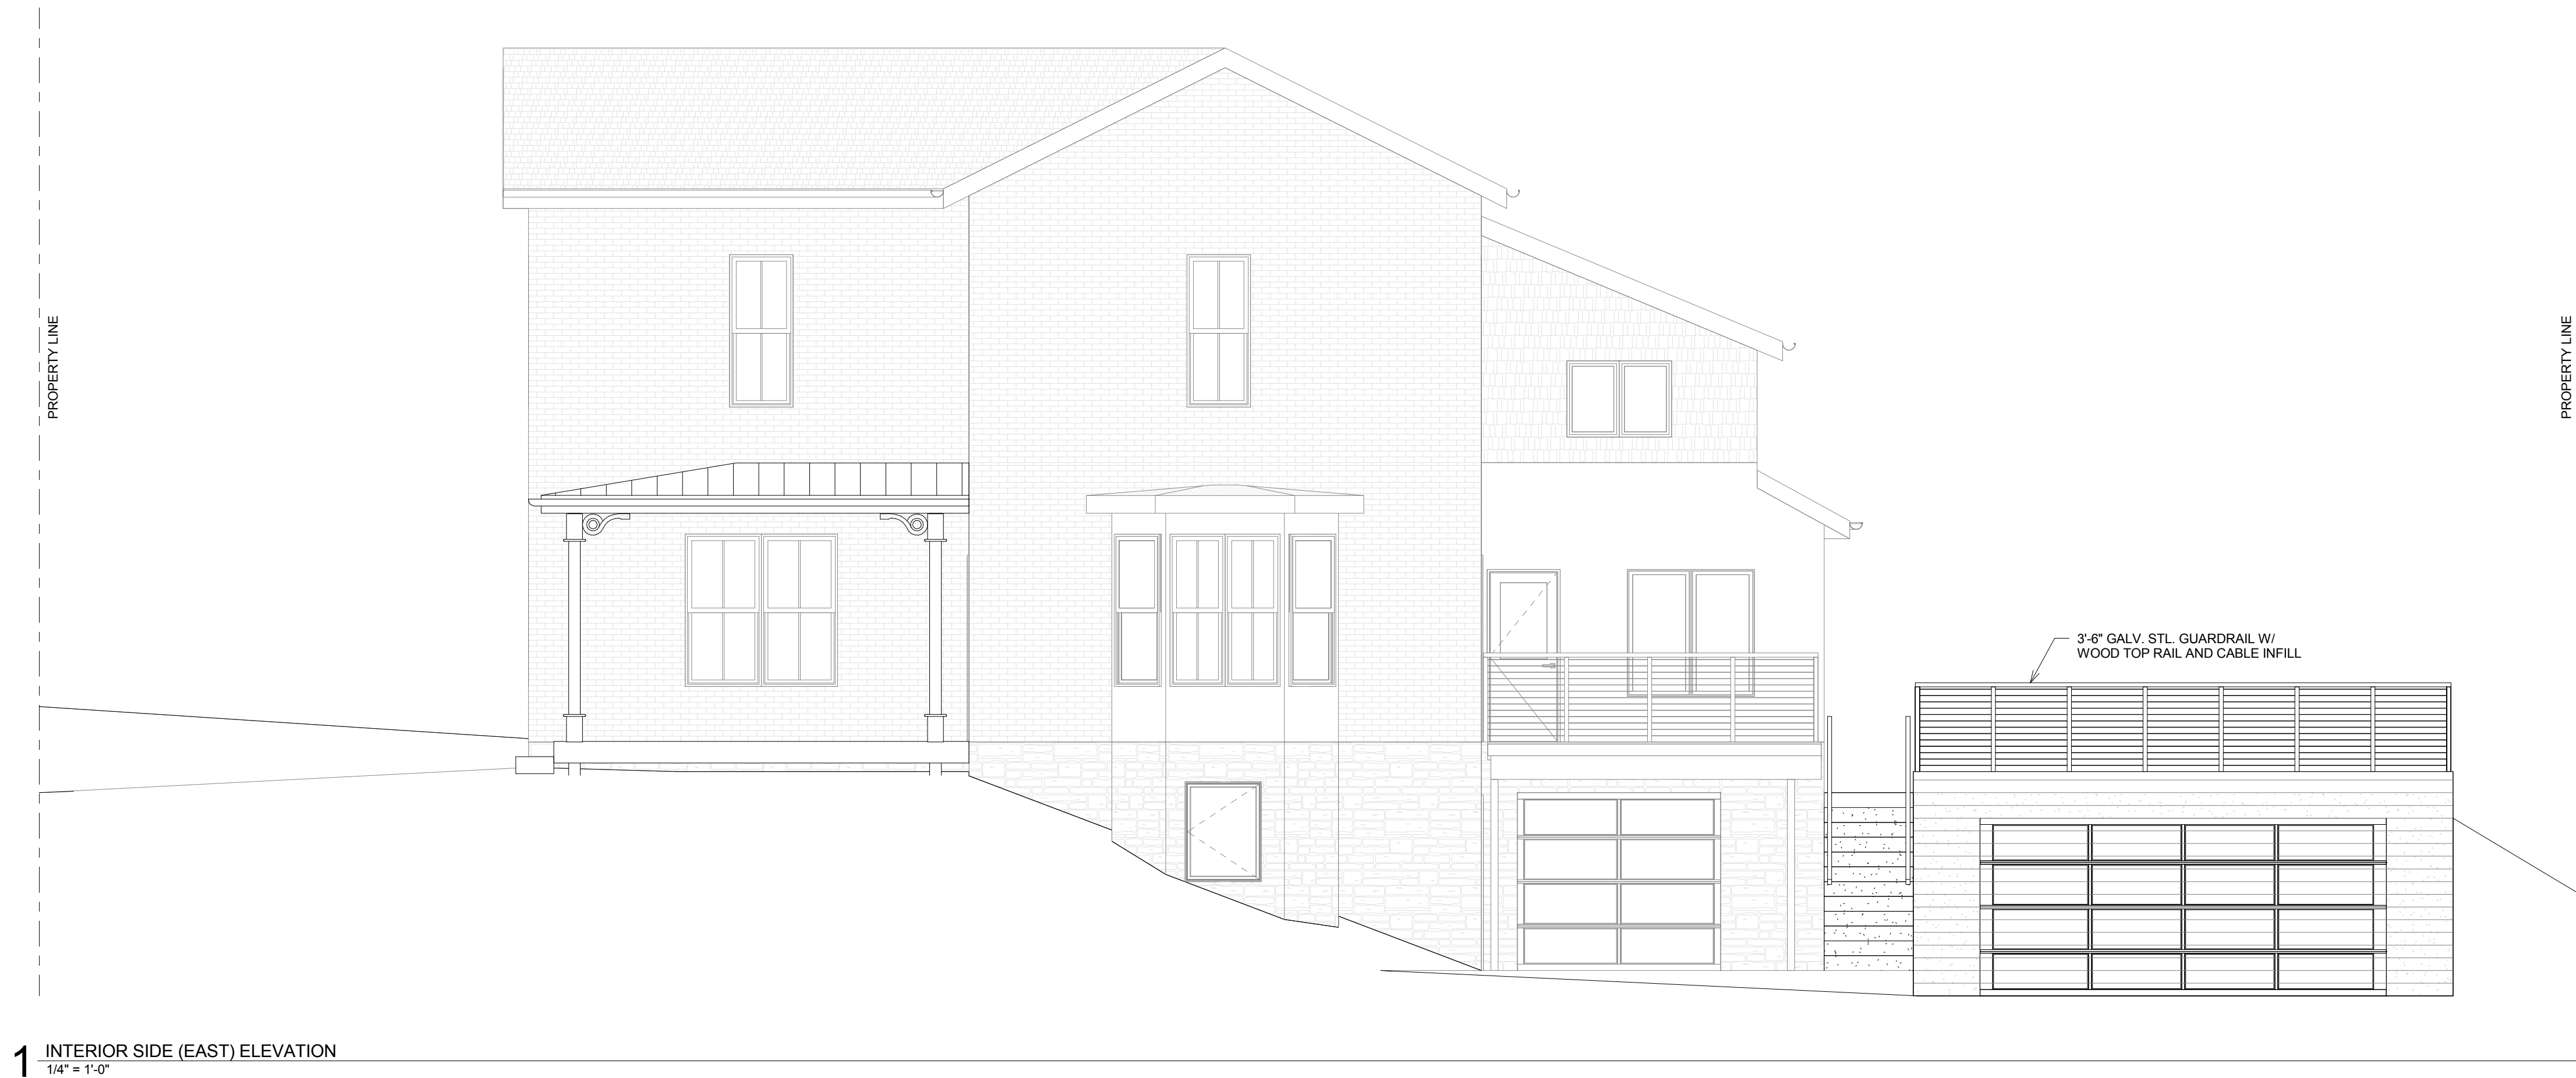 PROPERTY LINE
PROPERTY LINE
3'-6" GALV. STL. GUARDRAIL W/
WOOD TOP RAIL AND CABLE INFILL
1 INTERIOR SIDE (EAST) ELEVATION
1/4" = 1'-0"